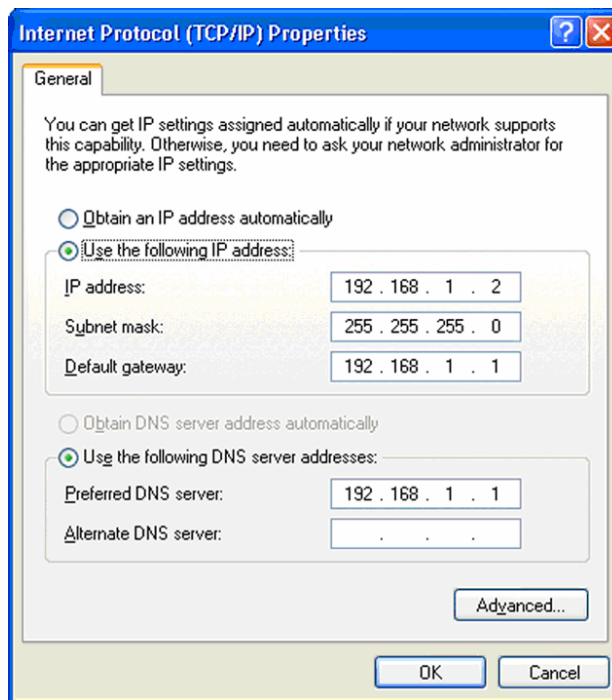 Internet Protocol (TCP/IP) Properties
General
You can get IP settings assigned automatically if your network supports
this capability. Otherwise, you need to ask your network administrator for
the appropriate IP settings.
Obtain an IP address automatically
Use the following IP address:
IP address: 192 . 168 . 1 . 2
Subnet mask: 255 . 255 . 255 . 0
Default gateway: 192 . 168 . 1 . 1
Obtain DNS server address automatically
Use the following DNS server addresses:
Preferred DNS server: 192 . 168 . 1 . 1
Alternate DNS server: . . .
Advanced...
OK Cancel